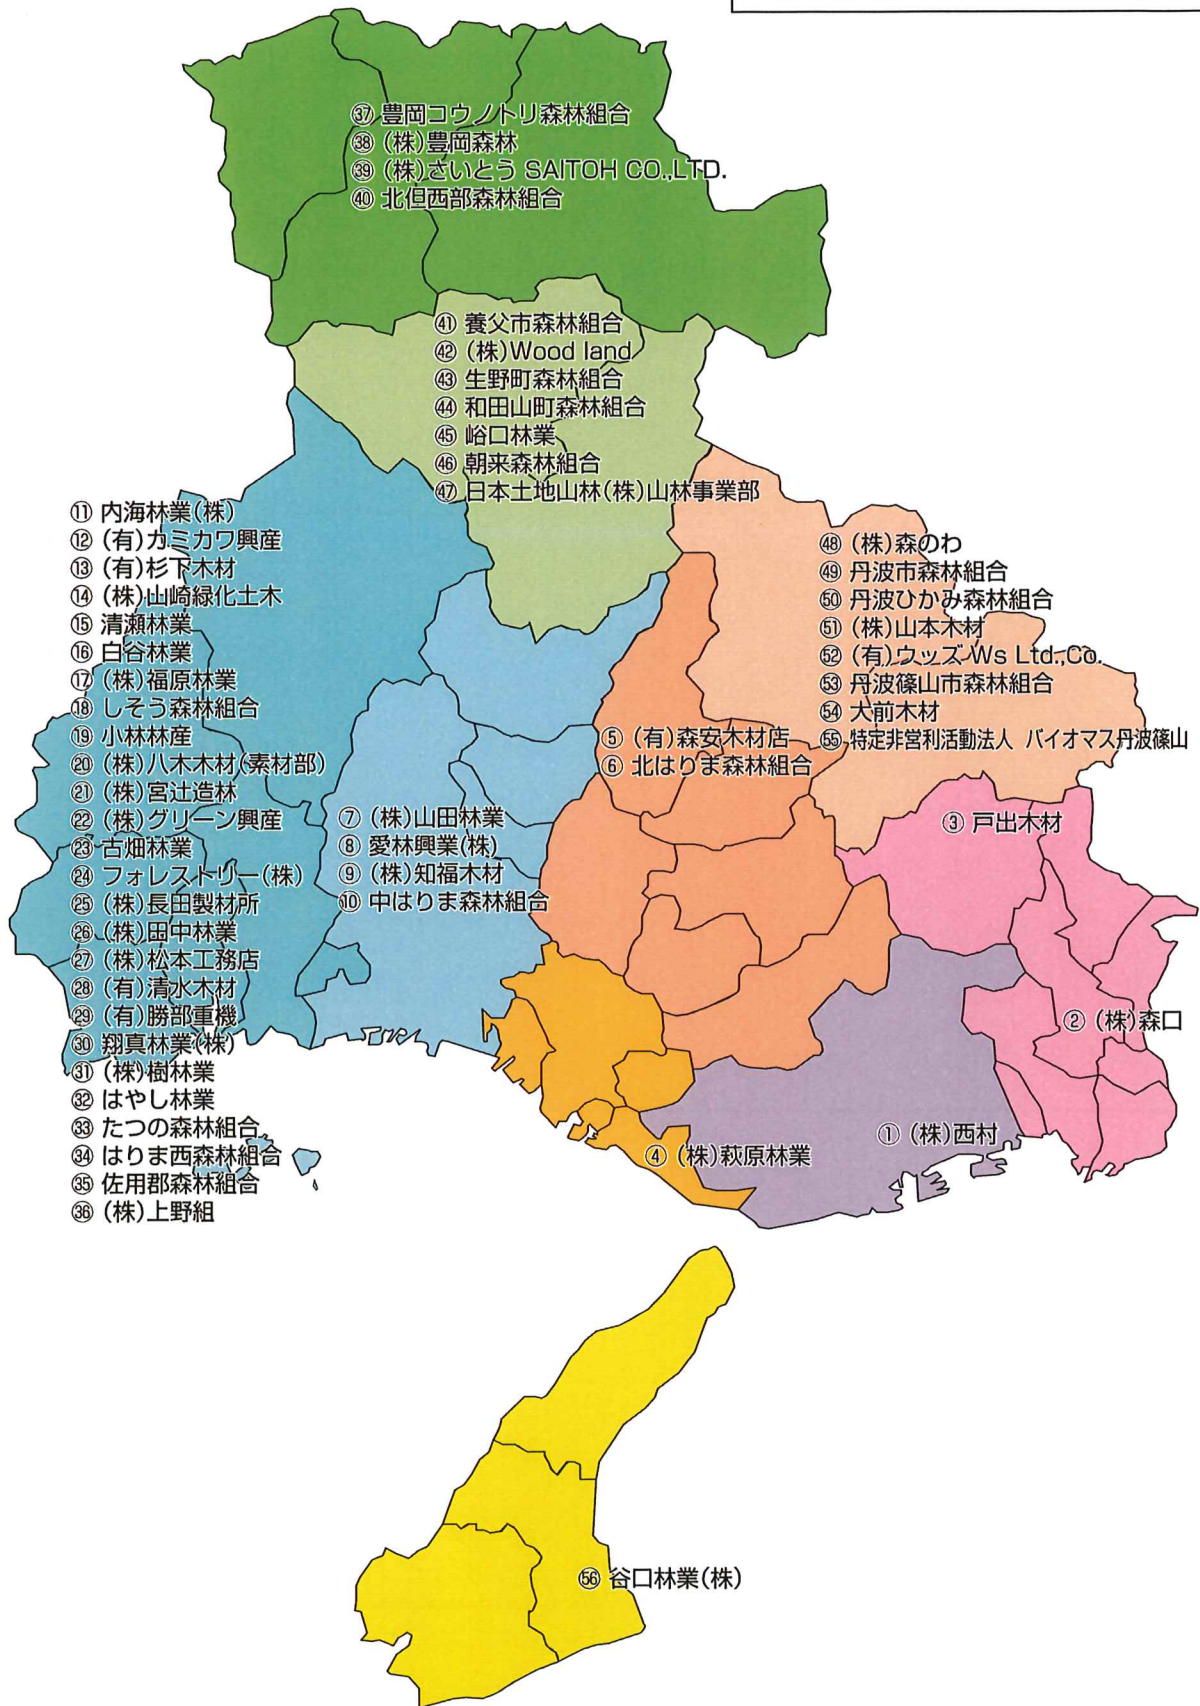 ㊲ 豊岡コウノトリ森林組合
㊳ (株)豊岡森林
㊴ (株)さいとう SAITOH CO.,LTD.
㊵ 北但西部森林組合
㊶ 養父市森林組合
㊷ (株)Wood land
㊸ 生野町森林組合
㊹ 和田山町森林組合
㊺ 峪口林業
㊻ 朝来森林組合
㊼ 日本土地山林(株)山林事業部
⑪ 内海林業(株)
⑫ (有)カミカワ興産
⑬ (有)杉下木材
⑭ (株)山崎緑化土木
⑮ 清瀬林業
⑯ 白谷林業
⑰ (株)福原林業
⑱ しそう森林組合
⑲ 小林林産
⑳ (株)八木木材(素材部)
㉑ (株)宮辻造林
㉒ (株)グリーン興産
㉓ 古畑林業
㉔ フォレストリー(株)
㉕ (株)長田製材所
㉖ (株)田中林業
㉗ (株)松本工務店
㉘ (有)清水木材
㉙ (有)勝部重機
㉚ 翔真林業(株)
㉛ (株)樹林業
㉜ はやし林業
㉝ たつの森林組合
㉞ はりま西森林組合
㉟ 佐用郡森林組合
㊱ (株)上野組
㊽ (株)森のわ
㊾ 丹波市森林組合
㊿ 丹波ひかみ森林組合
51 (株)山本木材
52 (有)ウッズ Ws Ltd.,Co.
53 丹波篠山市森林組合
54 大前木材
55 特定非営利活動法人 バイオマス丹波篠山
⑤ (有)森安木材店
⑥ 北はりま森林組合
⑦ (株)山田林業
⑧ 愛林興業(株)
⑨ (株)知福木材
⑩ 中はりま森林組合
③ 戸出木材
② (株)森口
① (株)西村
④ (株)萩原林業
56 谷口林業(株)